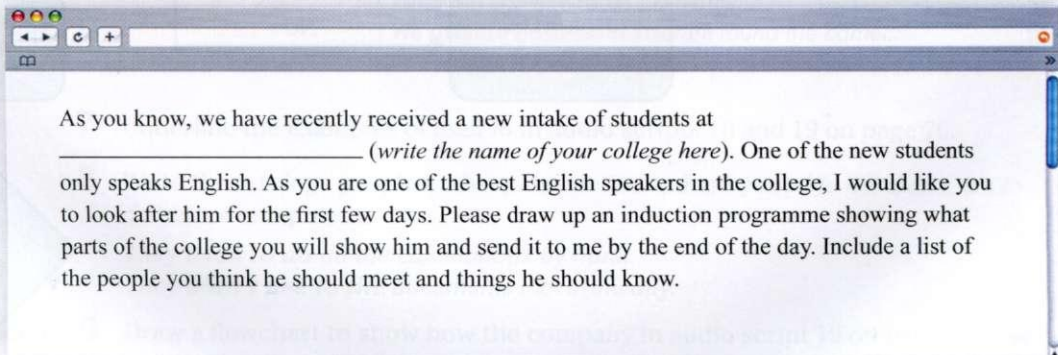 As you know, we have recently received a new intake of students at
______________________________ (write the name of your college here). One of the new students
only speaks English. As you are one of the best English speakers in the college, I would like you
to look after him for the first few days. Please draw up an induction programme showing what
parts of the college you will show him and send it to me by the end of the day. Include a list of
the people you think he should meet and things he should know.